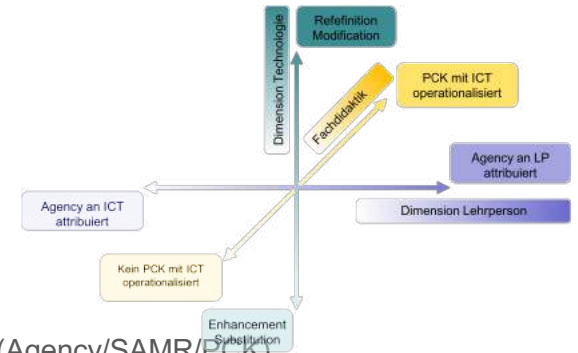 Refefinition
Modification
Dimension Technologie
Fachdidaktik
PCK mit ICT
operationalisiert
Agency an LP
attribuiert
Agency an ICT
attribuiert
Dimension Lehrperson
Kein PCK mit ICT
operationalisiert
Enhancement
Substitution
(Agency/SAMR/PCK)